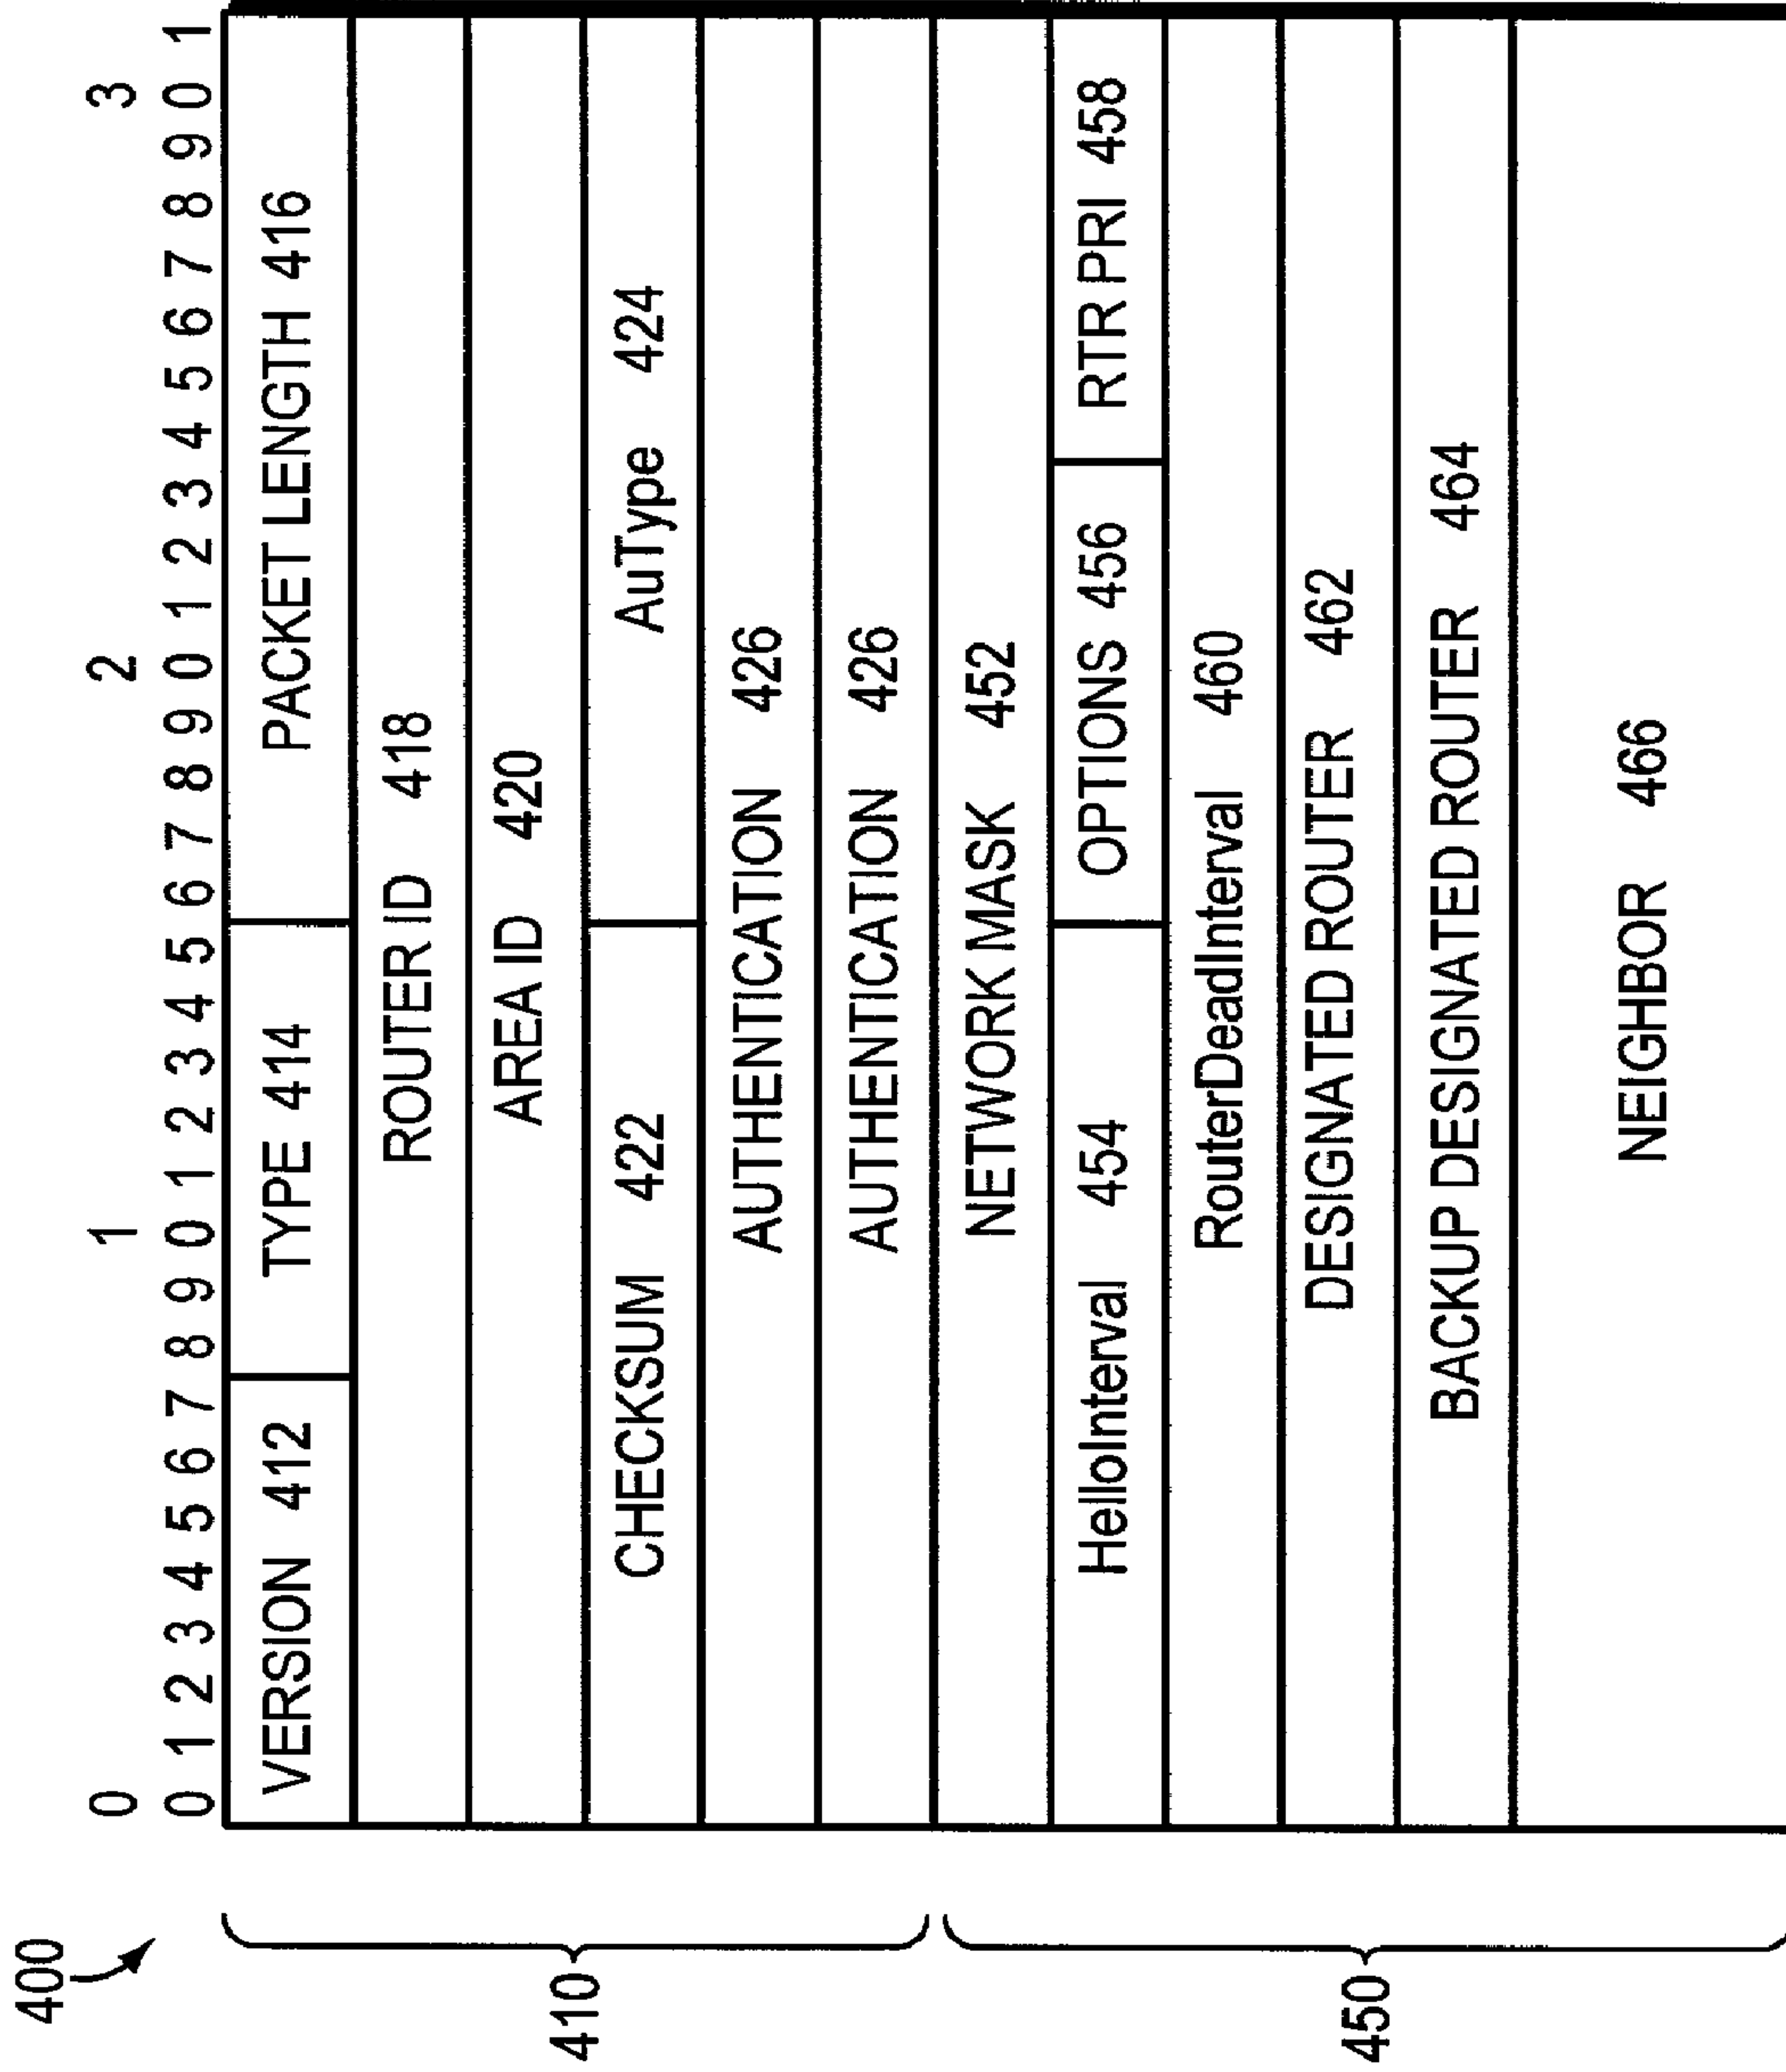 400
0 1 2 3
0 1 2 3 4 5 6 7 8 9 0 1 2 3 4 5 6 7 8 9 0 1 2 3 4 5 6 7 8 9 0 1
VERSION 412 TYPE 414 PACKET LENGTH 416
ROUTER ID 418
AREA ID 420
410
CHECKSUM 422 AuType 424
AUTHENTICATION 426
AUTHENTICATION 426
NETWORK MASK 452
HelloInterval 454 OPTIONS 456 RTR PRI 458
RouterDeadInterval 460
DESIGNATED ROUTER 462
450
BACKUP DESIGNATED ROUTER 464
NEIGHBOR 466